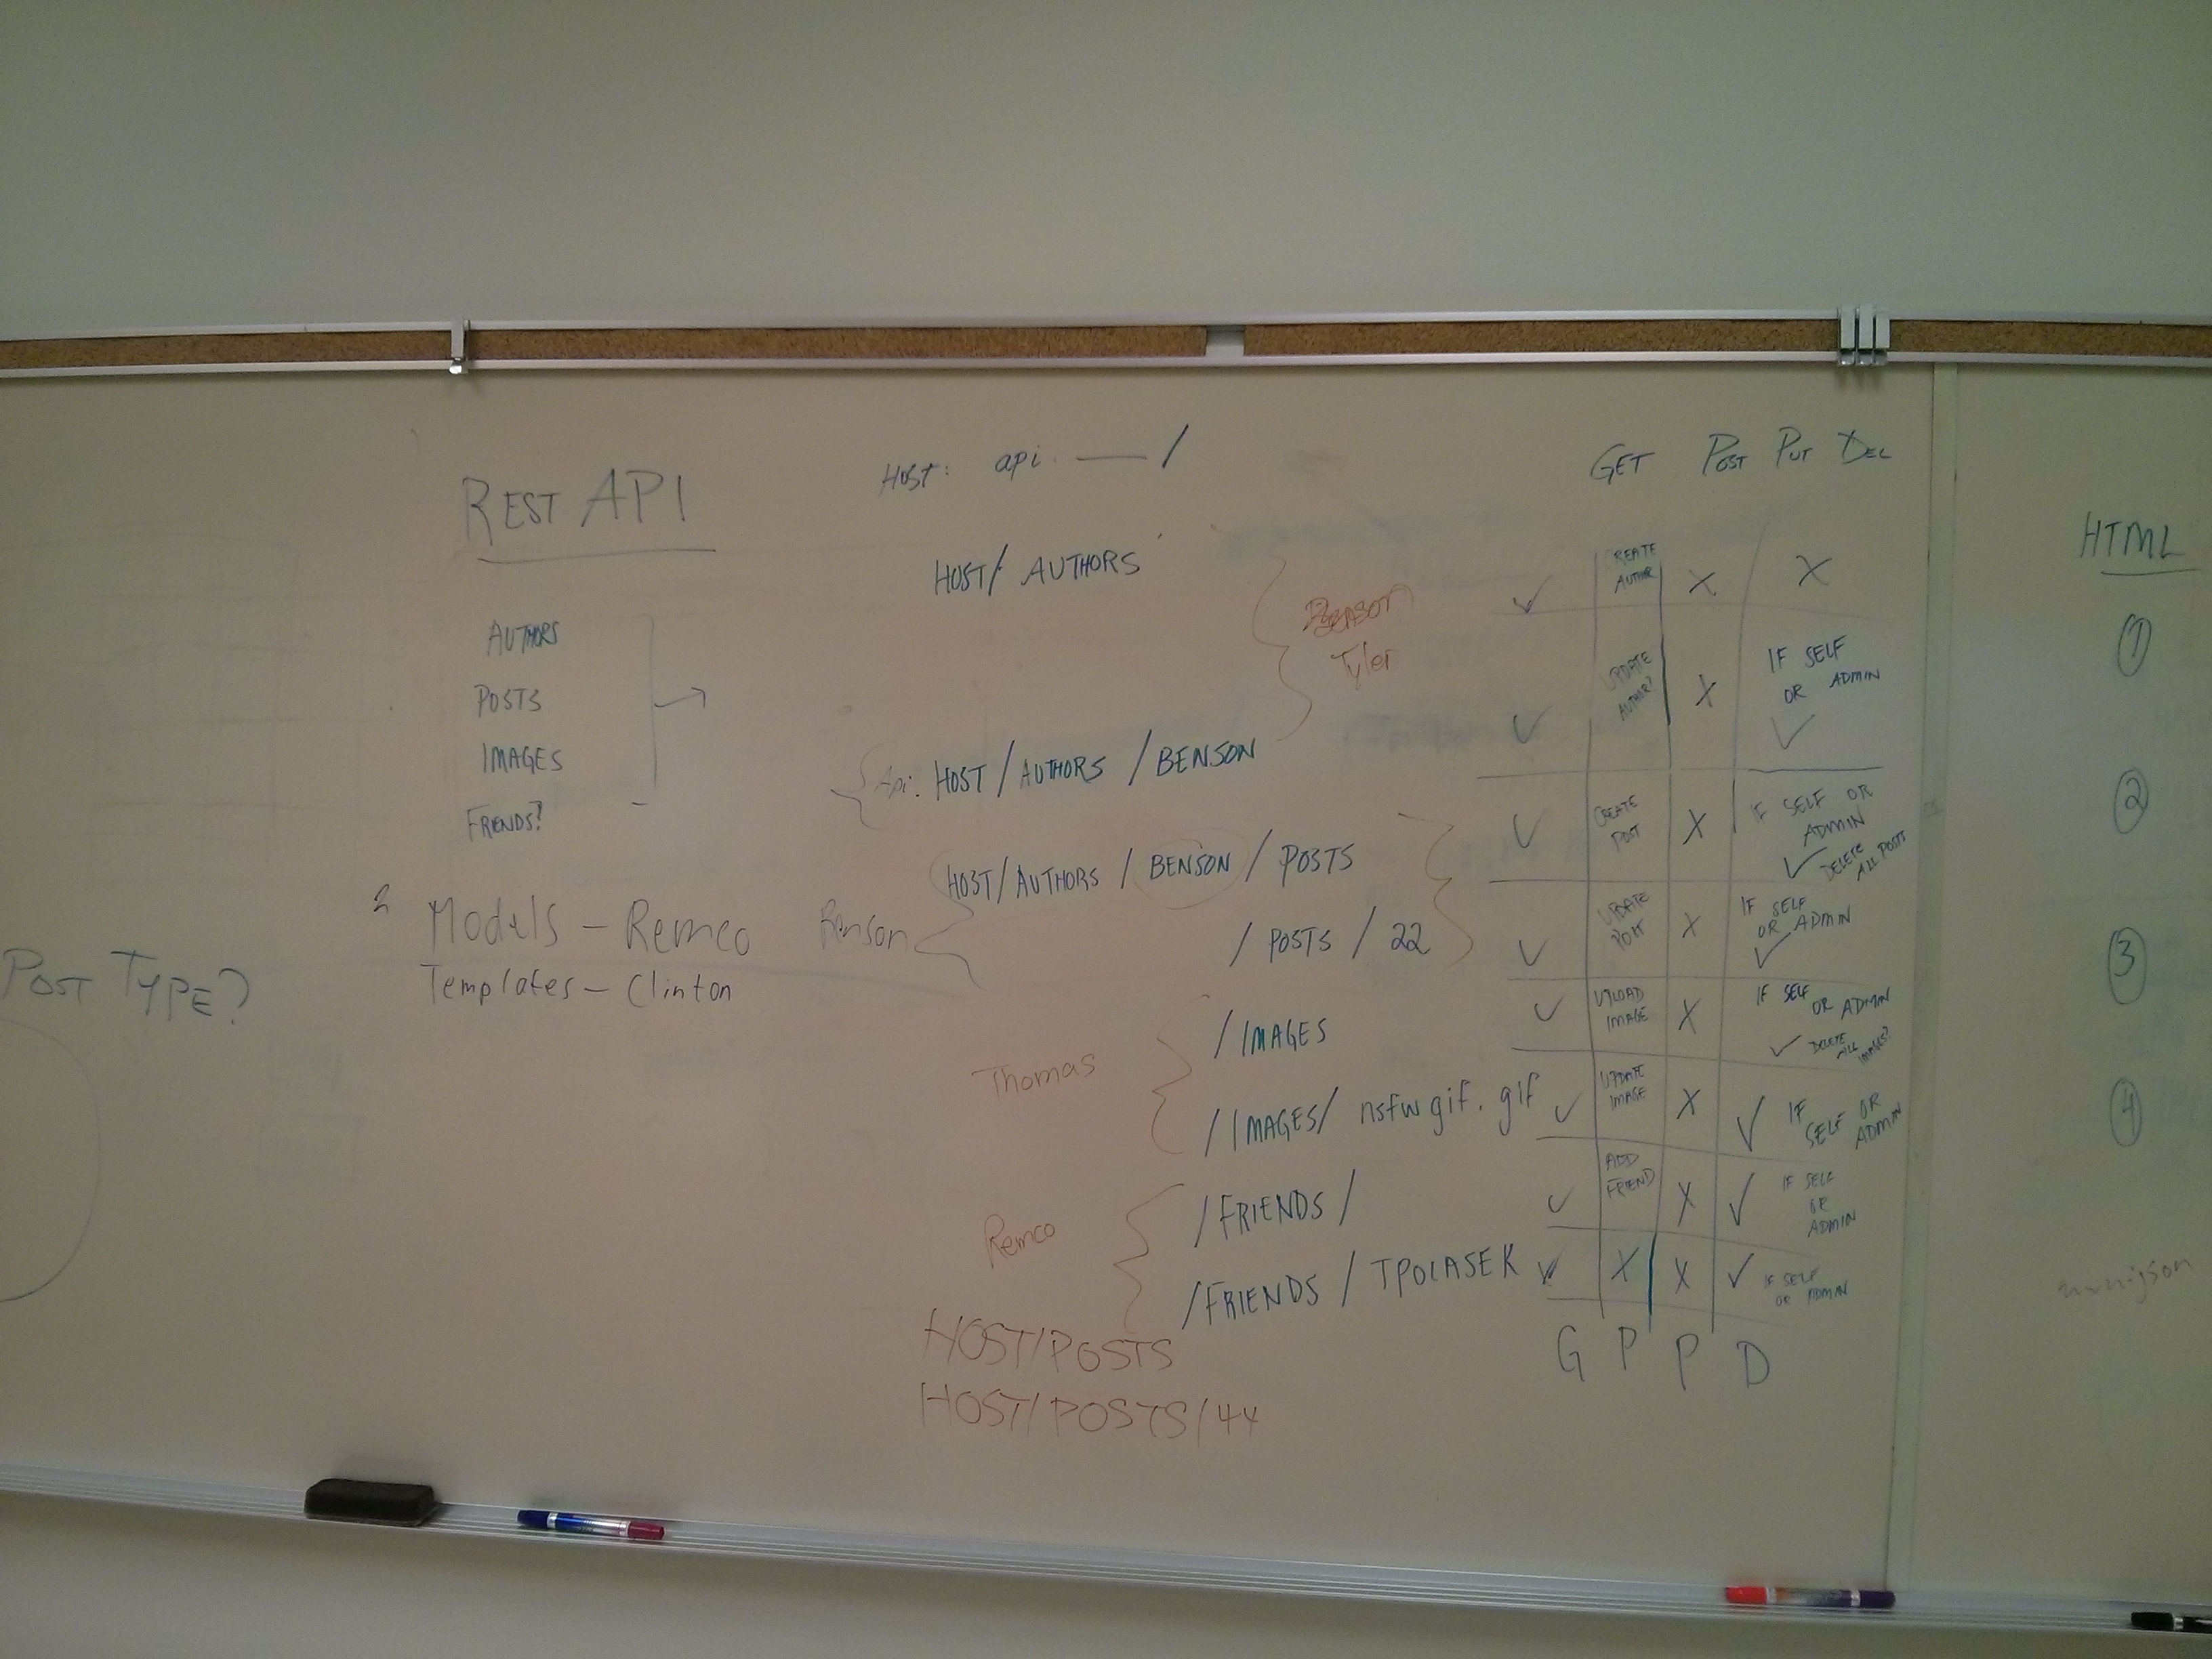 REST API
AUTHORS
POSTS
IMAGES
FRIENDS?
Models - Remco
Templates - Clinton
POST TYPE?
HOST: api. /
HOST/ AUTHORS
Tyler
Api: HOST / AUTHORS / BENSON
HOST/ AUTHORS / BENSON / POSTS
Benson
/ POSTS / 22
/ IMAGES
Thomas
/ IMAGES/ nsfwgif.gif
/ FRIENDS /
Remco
/ FRIENDS / TPOLASEK
HOST/POSTS
HOST/POSTS/44
GET POST PUT DEL
✓ CREATE AUTHOR X X
✓ UPDATE AUTHOR? X IF SELF OR ADMIN ✓
✓ CREATE POST X IF SELF OR ADMIN ✓ DELETE ALL POSTS
✓ UPDATE POST X IF SELF OR ADMIN ✓
✓ UPLOAD IMAGE X IF SELF OR ADMIN ✓ DELETE ALL IMAGES?
✓ UPDATE IMAGE X ✓ IF SELF OR ADMIN
✓ ADD FRIEND X ✓ IF SELF OR ADMIN
✓ X X ✓ IF SELF OR ADMIN
G P P D
HTML
1
2
3
4